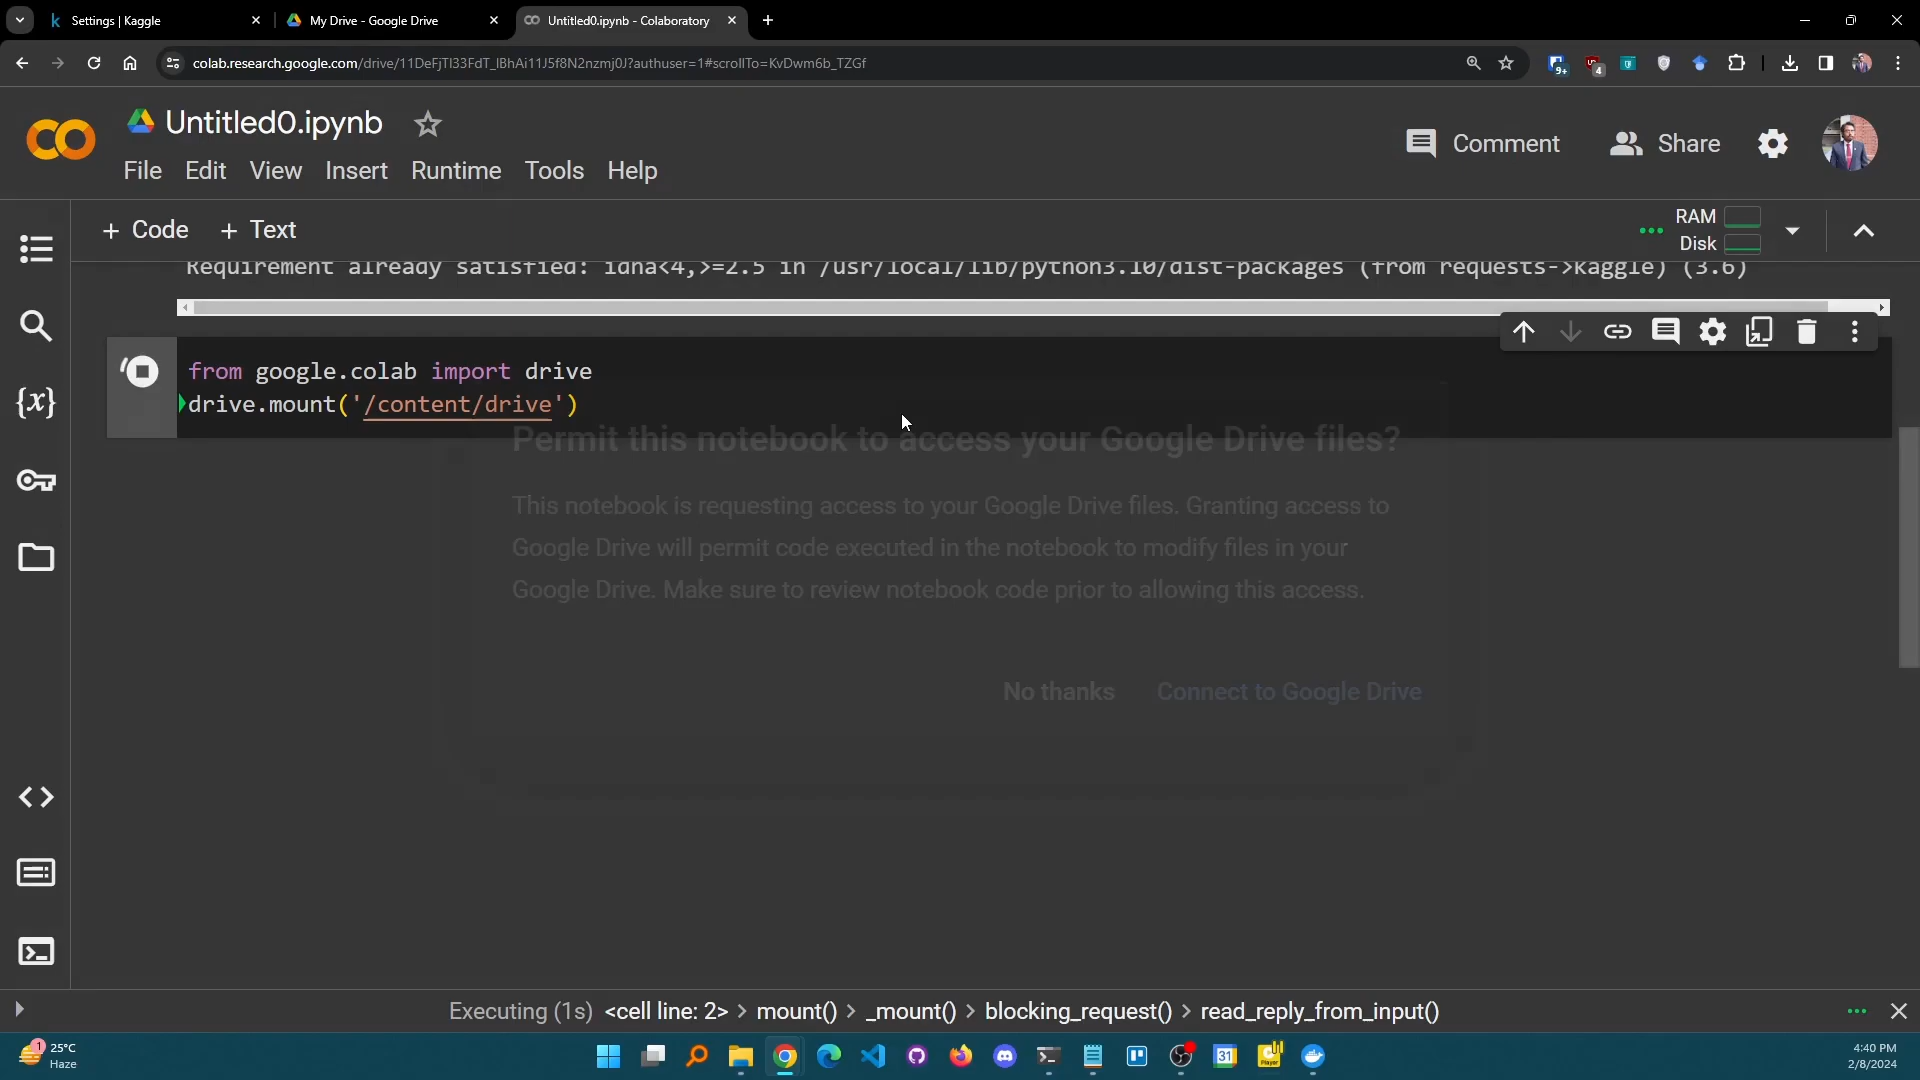 Settings | Kaggle
My Drive - Google Drive
Untitled0.ipynb - Colaboratory
colab.research.google.com/drive/11DeFjTI33FdT_IBhAi11J5f8N2nzmj0J?authuser=1#scrollTo=KvDwm6b_TZGf
9+
4
Untitled0.ipynb
Comment
Share
File Edit View Insert Runtime Tools Help
+ Code + Text
RAM
Disk
Requirement already satisfied: idna<4,>=2.5 in /usr/local/lib/python3.10/dist-packages (from requests->kaggle) (3.6)
{x}
from google.colab import drive
drive.mount('/content/drive')
Permit this notebook to access your Google Drive files?
This notebook is requesting access to your Google Drive files. Granting access to
Google Drive will permit code executed in the notebook to modify files in your
Google Drive. Make sure to review notebook code prior to allowing this access.
No thanks Connect to Google Drive
Executing (1s) <cell line: 2> > mount() > _mount() > blocking_request() > read_reply_from_input()
1
25°C
Haze
31
4:40 PM
2/8/2024